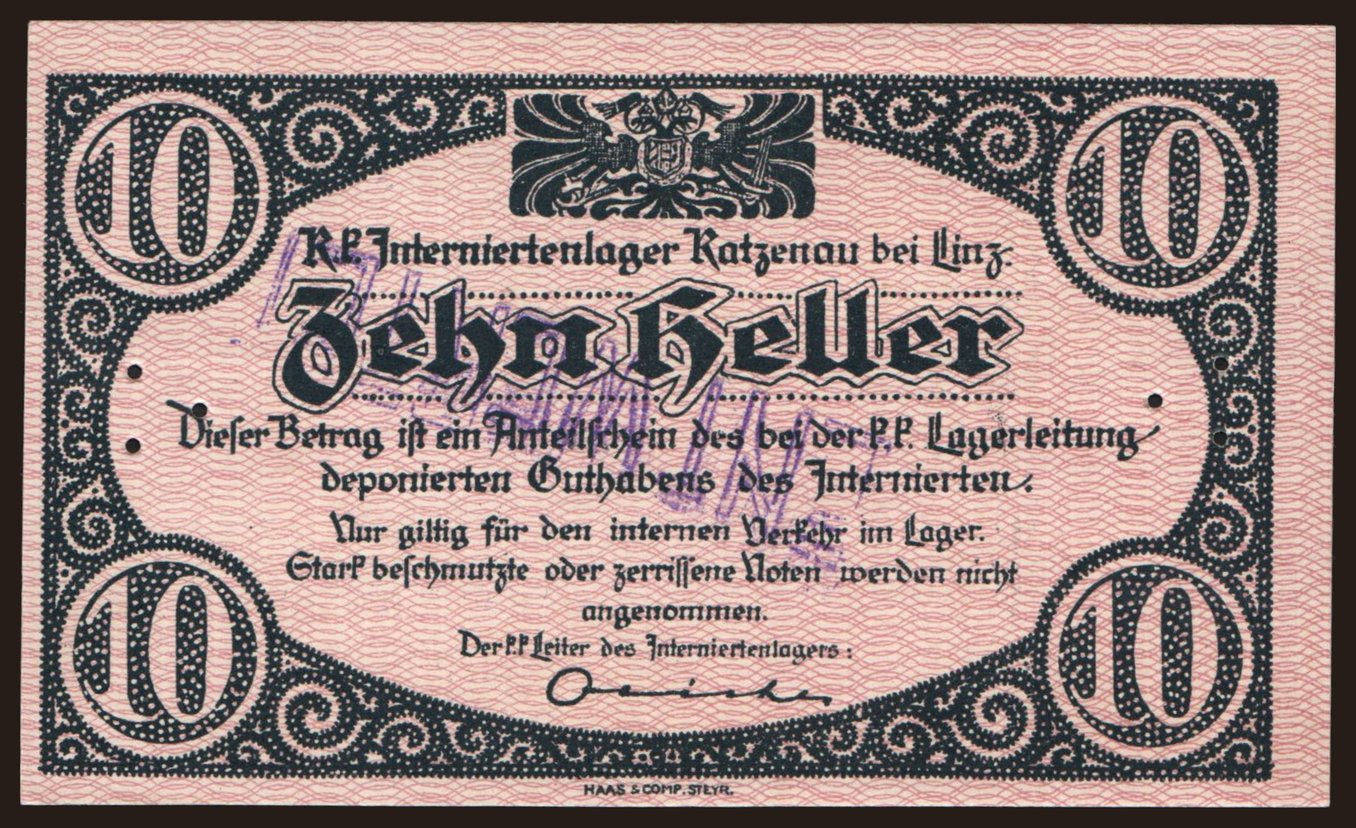 10 10
K.k. Interniertenlager Katzenau bei Linz.
Zehn Heller
Dieser Betrag ist ein Anteilschein des bei der k.k. Lagerleitung
deponierten Guthabens des Internierten.
Nur giltig für den internen Verkehr im Lager.
Stark beschmutzte oder zerrissene Noten werden nicht
angenommen.
Der k.k Leiter des Interniertenlagers:
10 10
HAAS & COMP. STEYR.